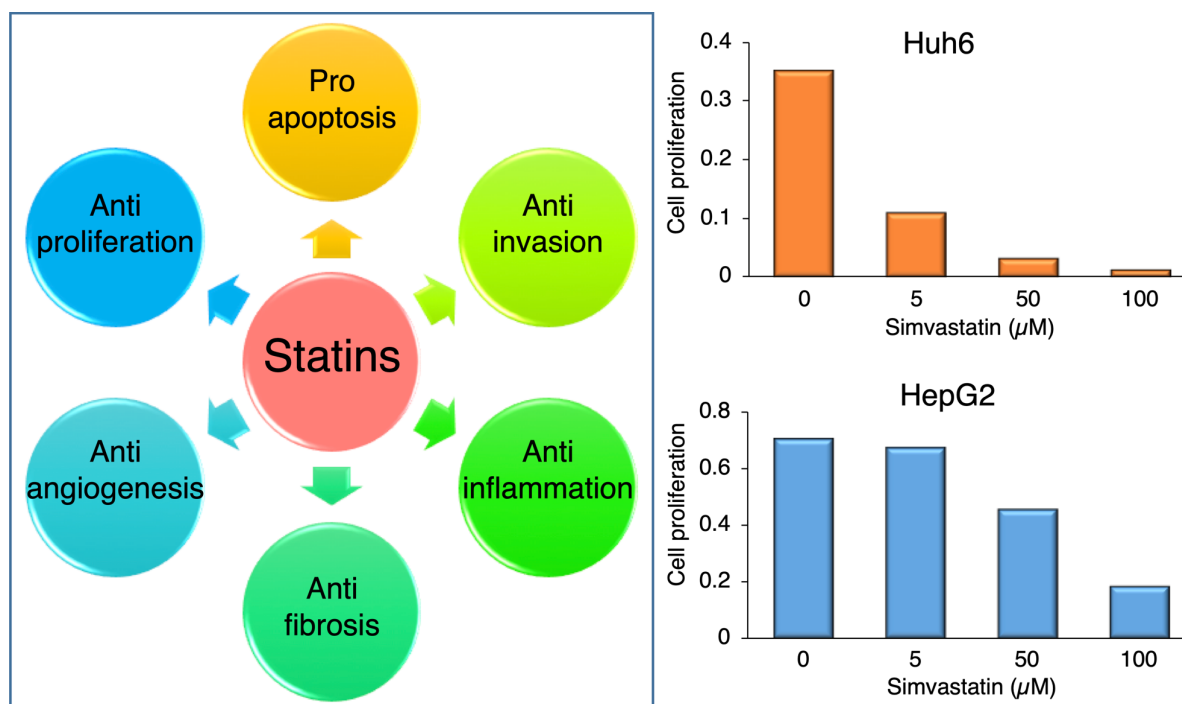 Pro
apoptosis
Anti
proliferation
Anti
invasion
Statins
Anti
angiogenesis
Anti
inflammation
Anti
fibrosis
Huh6
Cell proliferation
0.4
0.3
0.2
0.1
0
0 5 50 100
Simvastatin (µM)
HepG2
Cell proliferation
0.8
0.6
0.4
0.2
0
0 5 50 100
Simvastatin (µM)